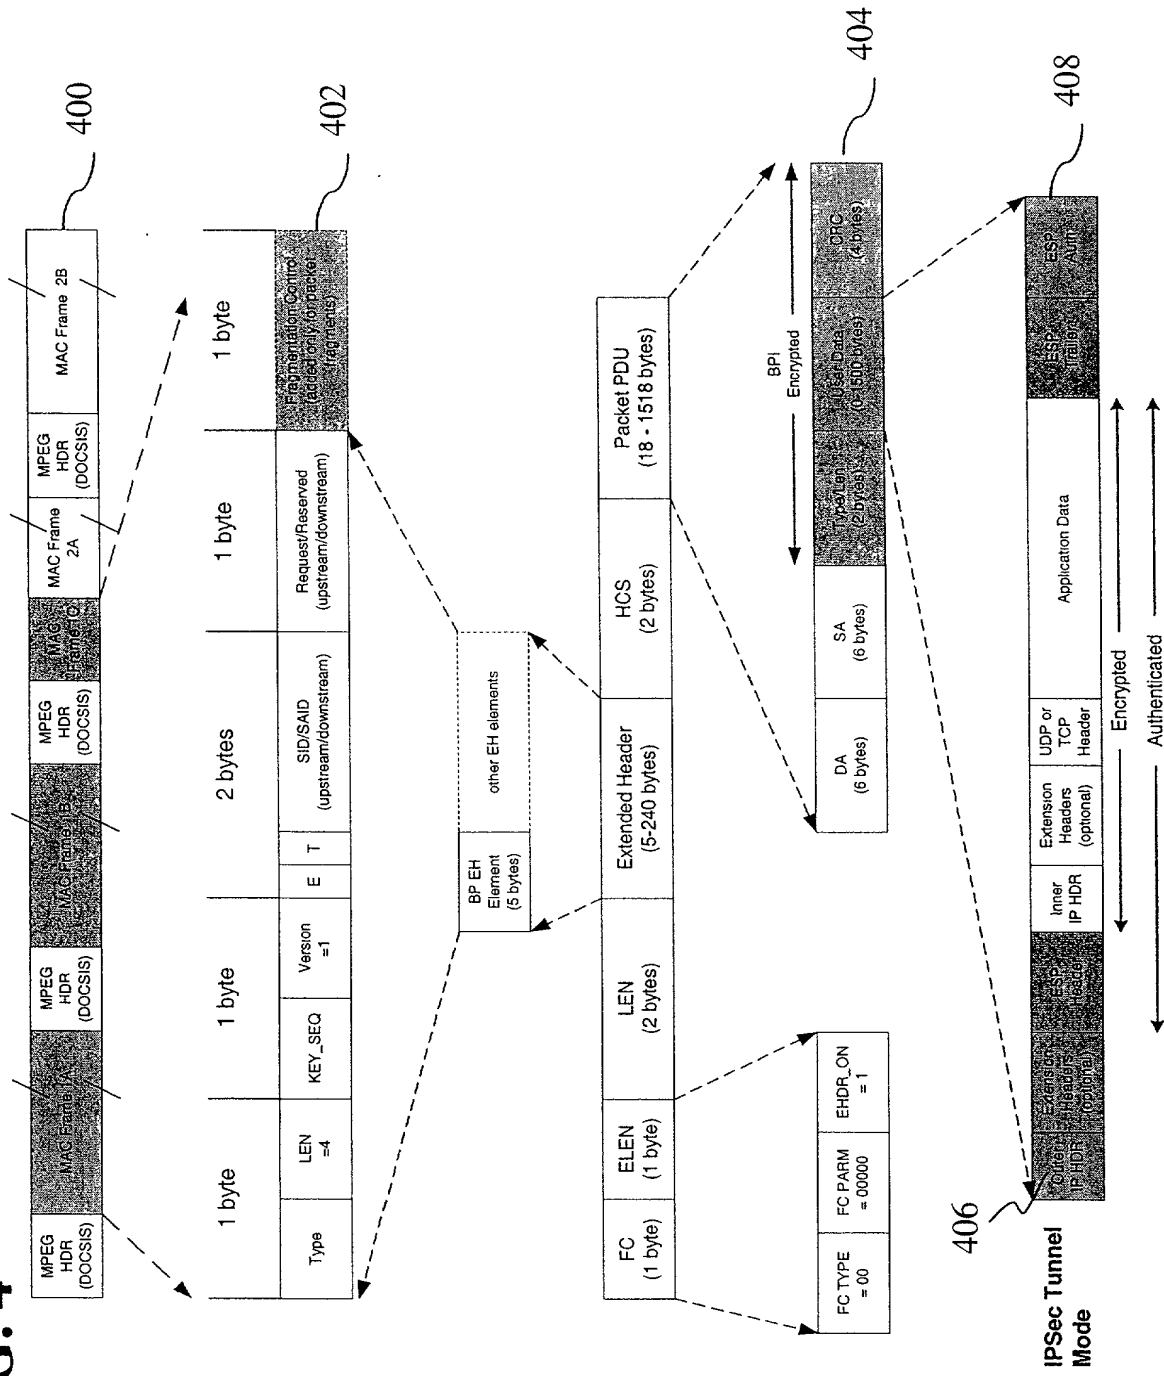 G. 4
MPEG
HDR
(DOCSIS)
MAC Frame 1A
MPEG
HDR
(DOCSIS)
MAC Frame 1B
MPEG
HDR
(DOCSIS)
MAC
Frame 1C
MAC Frame
2A
MPEG
HDR
(DOCSIS)
MAC Frame 2B
400
1 byte
1 byte
2 bytes
1 byte
1 byte
Type
LEN
=4
KEY_SEQ
Version
=1
E
T
SID/SAID
(upstream/downstream)
Request/Reserved
(upstream/downstream)
Fragmentation Control
(added only for packet
fragments)
402
BP EH
Element
(5 bytes)
other EH elements
FC
(1 byte)
ELEN
(1 byte)
LEN
(2 bytes)
Extended Header
(5-240 bytes)
HCS
(2 bytes)
Packet PDU
(18 - 1518 bytes)
BPI
Encrypted
FC TYPE
= 00
FC PARM
= 00000
EHDR_ON
= 1
DA
(6 bytes)
SA
(6 bytes)
Type/Len
(2 bytes)
User Data
(0-1500 bytes)
CRC
(4 bytes)
404
406
IPSec Tunnel
Mode
Outer
IP HDR
Extension
Headers
(optional)
ESP
Header
Inner
IP HDR
Extension
Headers
(optional)
UDP or
TCP
Header
Application Data
ESP
Trailer
ESP
Auth
408
Encrypted
Authenticated